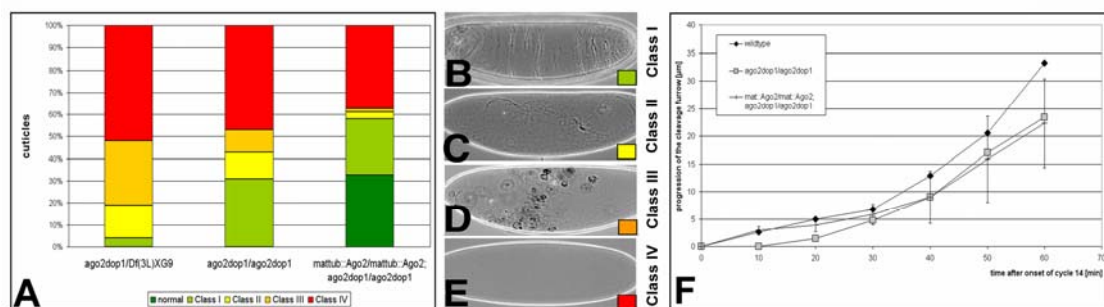 100%
90%
80%
70%
60%
50%
40%
30%
20%
10%
0%
cuticles
ago2dop1/Df(3L)XG9
ago2dop1/ago2dop1
mattub::Ago2/mattub::Ago2;
ago2dop1/ago2dop1
normal Class I Class II Class III Class IV
A
B
Class I
C
Class II
D
Class III
E
Class IV
progression of the cleavage furrow [µm]
40
35
30
25
20
15
10
5
0
wildtype
ago2dop1/ago2dop1
mat::Ago2/mat::Ago2;
ago2dop1/ago2dop1
0 10 20 30 40 50 60 70
time after onset of cycle 14 [min]
F